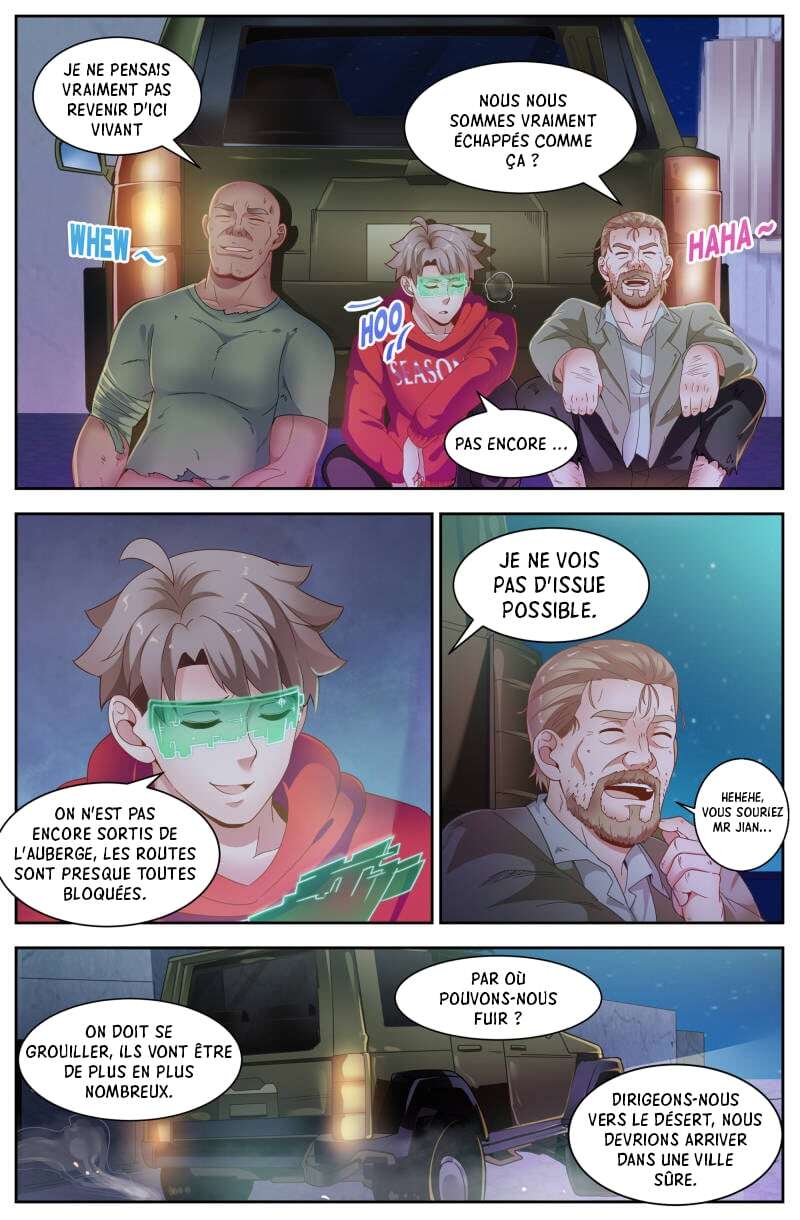 JE NE PENSAIS
VRAIMENT PAS
REVENIR D'ICI
VIVANT
NOUS NOUS
SOMMES VRAIMENT
ÉCHAPPÉS COMME
ÇA ?
WHEW~
HOO
HAHA~
SEASON
PAS ENCORE ...
ON N'EST PAS
ENCORE SORTIS DE
L'AUBERGE, LES ROUTES
SONT PRESQUE TOUTES
BLOQUÉES.
JE NE VOIS
PAS D'ISSUE
POSSIBLE.
HEHEHE,
VOUS SOURIEZ
MR JIAN...
ON DOIT SE
GROUILLER, ILS VONT ÊTRE
DE PLUS EN PLUS
NOMBREUX.
PAR OÙ
POUVONS-NOUS
FUIR ?
DIRIGEONS-NOUS
VERS LE DÉSERT, NOUS
DEVRIONS ARRIVER
DANS UNE VILLE
SÛRE.